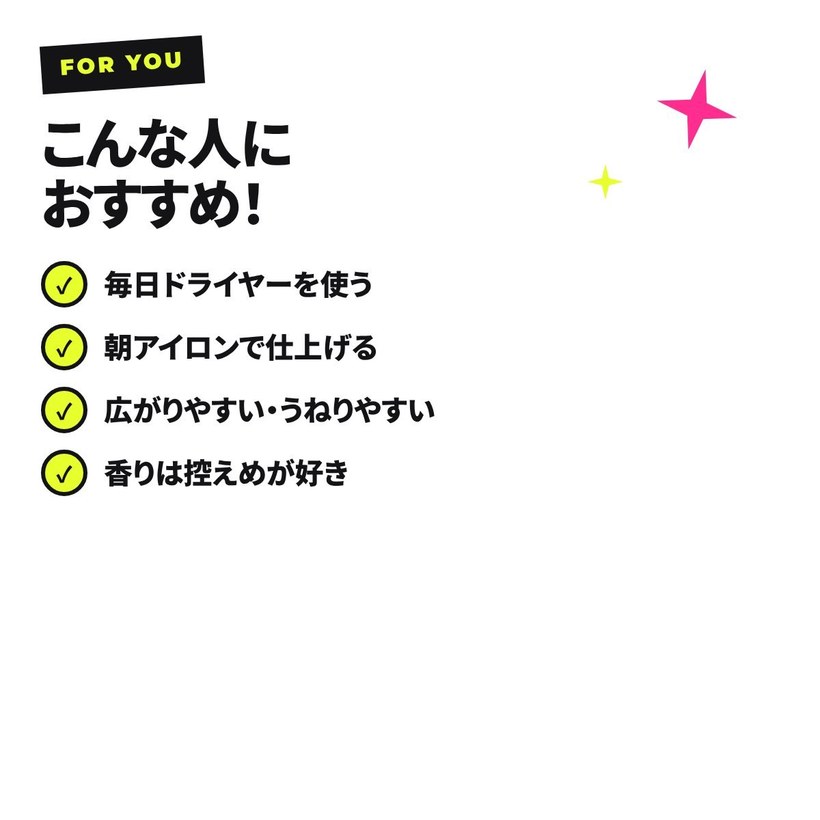 FOR YOU
こんな人に
おすすめ!
✓ 毎日ドライヤーを使う
✓ 朝アイロンで仕上げる
✓ 広がりやすい・うねりやすい
✓ 香りは控えめが好き